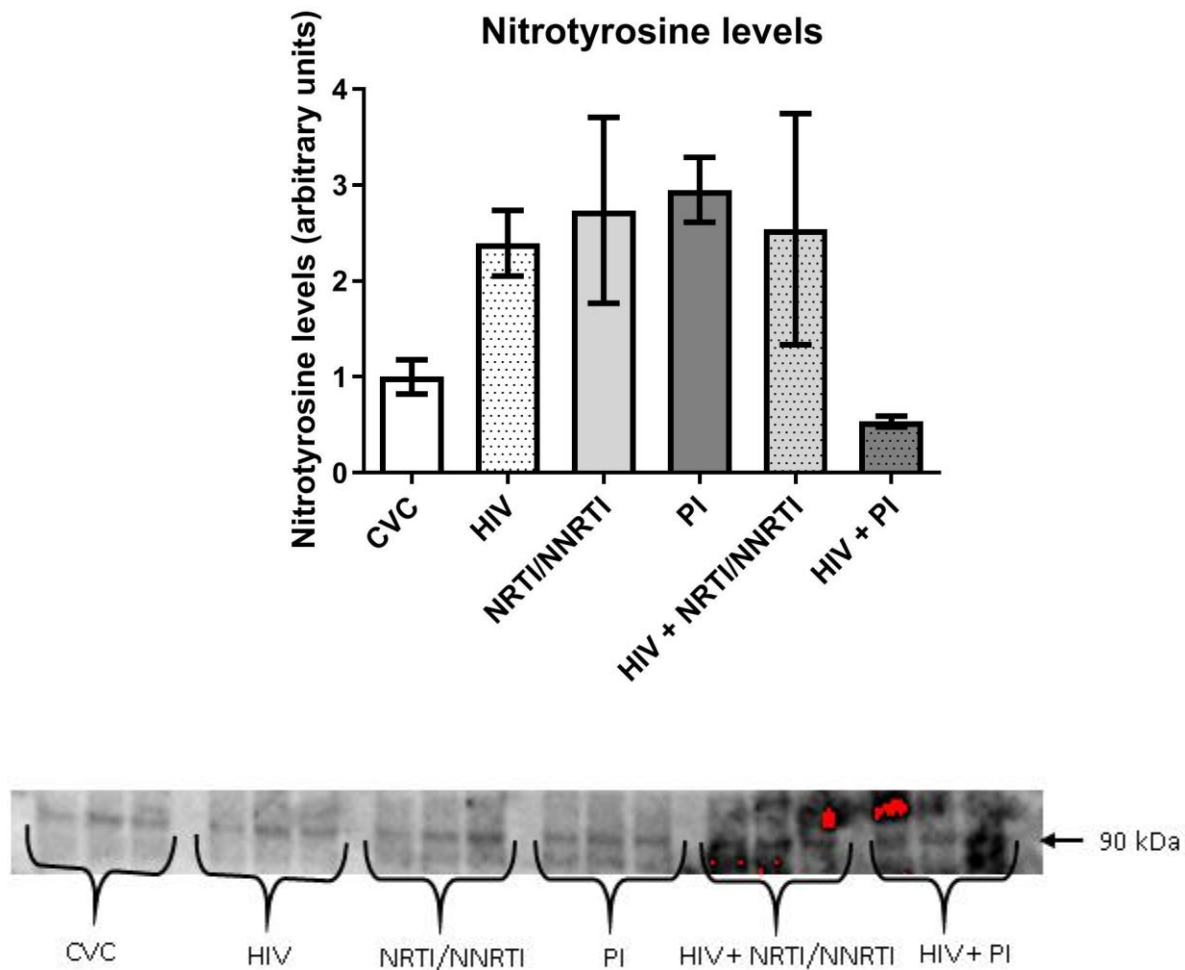 Nitrotyrosine levels
Nitrotyrosine levels (arbitrary units)
4
3
2
1
0
CVC
HIV
NRTI/NNRTI
PI
HIV + NRTI/NNRTI
HIV + PI
90 kDa
CVC
HIV
NRTI/NNRTI
PI
HIV+ NRTI/NNRTI
HIV+ PI